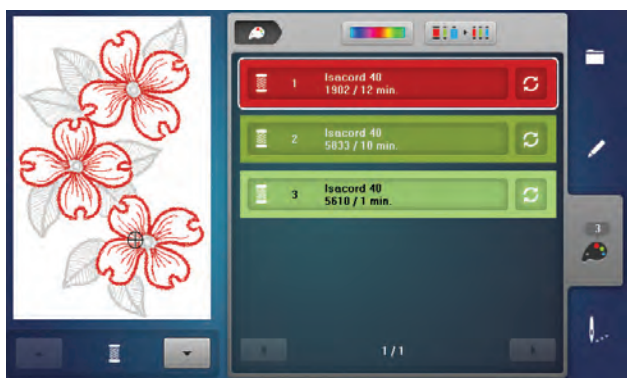 1
Isacord 40
1902 / 12 min.
2
Isacord 40
5833 / 10 min.
3
Isacord 40
5610 / 1 min.
3
1/1